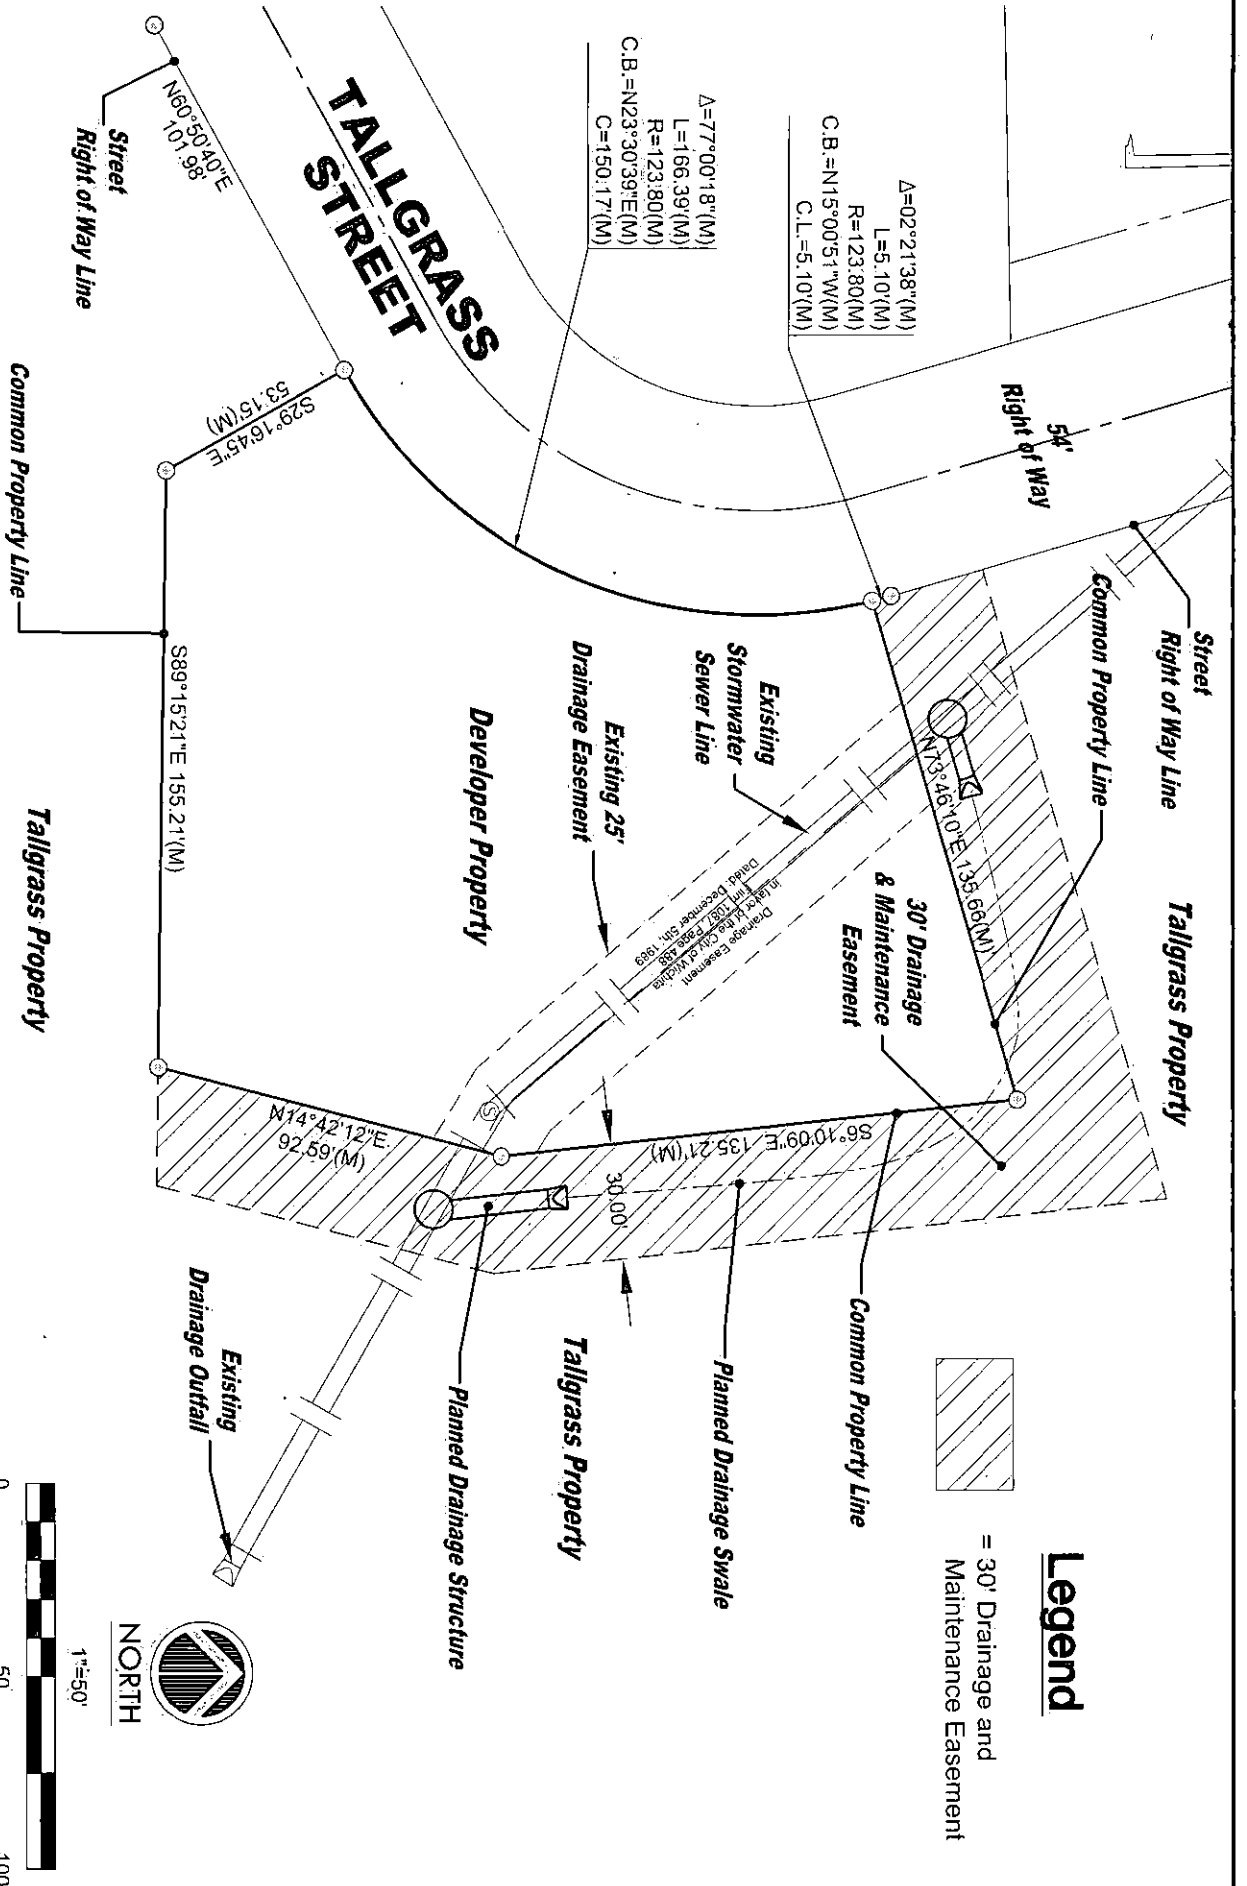 Legend
= 30' Drainage and
Maintenance Easement
Street
Right of Way Line
Tallgrass Property
Common Property Line
54'
Right of Way
30' Drainage
& Maintenance
Easement
N73°46'10"E 135.66'(M)
Δ=02°21'38"(M)
L=5.10'(M)
R=123.80(M)
C.B.=N15°00'51"W(M)
C.L.=5.10'(M)
Δ=77°00'18"(M)
L=166.39'(M)
R=123.80(M)
C.B.=N23°30'39"E(M)
C=150.17'(M)
Existing
Stormwater
Sewer Line
Existing 25'
Drainage Easement
Drainage Easement
in favor of the City of Wichita
Film 1087, Page 488
Dated: December 5th, 1989
Common Property Line
S6°10'09"E 135.21'(M)
30.00'
Planned Drainage Swale
Tallgrass Property
Planned Drainage Structure
TALLGRASS
STREET
Developer Property
S
N14°42'12"E
92.59'(M)
Existing
Drainage Outfall
N60°50'40"E
101.98'
Street
Right of Way Line
S29°16'45"E
53.15'(M)
S89°15'21"E 155.21'(M)
Common Property Line
Tallgrass Property
NORTH
1"=50'
0
50
100